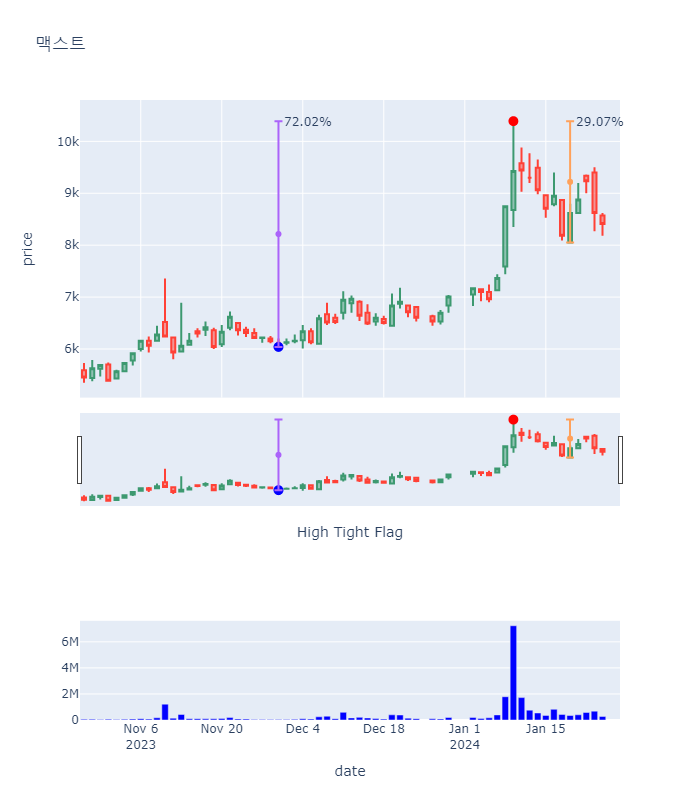 맥스트
72.02%
29.07%
10k
9k
8k
7k
6k
price
High Tight Flag
6M
4M
2M
0
Nov 6
2023
Nov 20
Dec 4
Dec 18
Jan 1
2024
Jan 15
date